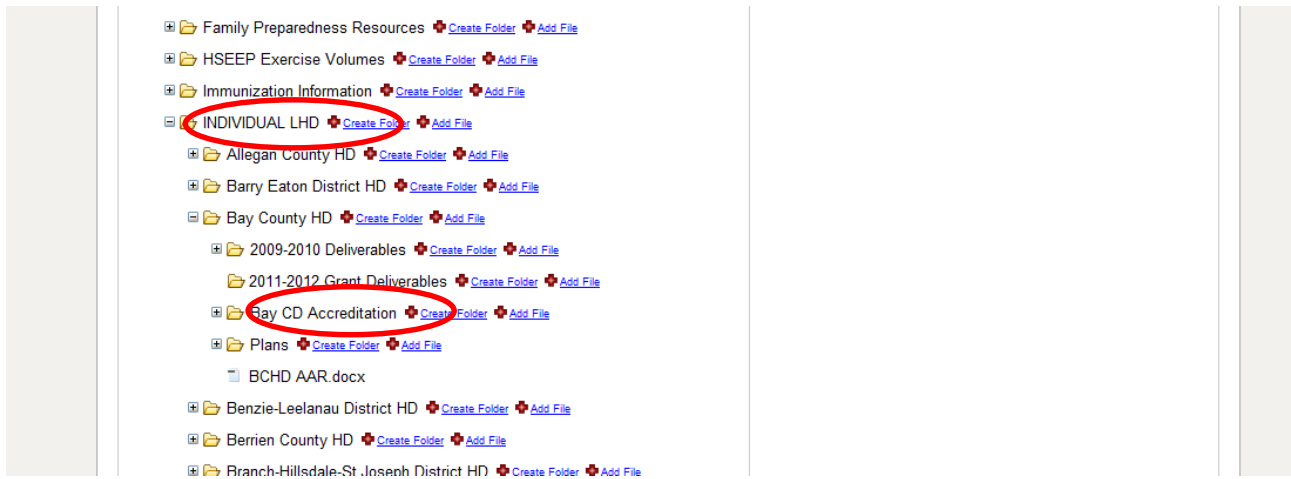 Family Preparedness Resources Create Folder Add File
HSEEP Exercise Volumes Create Folder Add File
Immunization Information Create Folder Add File
INDIVIDUAL LHD Create Folder Add File
Allegan County HD Create Folder Add File
Barry Eaton District HD Create Folder Add File
Bay County HD Create Folder Add File
2009-2010 Deliverables Create Folder Add File
2011-2012 Grant Deliverables Create Folder Add File
Bay CD Accreditation Create Folder Add File
Plans Create Folder Add File
BCHD AAR.docx
Benzie-Leelanau District HD Create Folder Add File
Berrien County HD Create Folder Add File
Branch-Hillsdale-St Joseph District HD Create Folder Add File